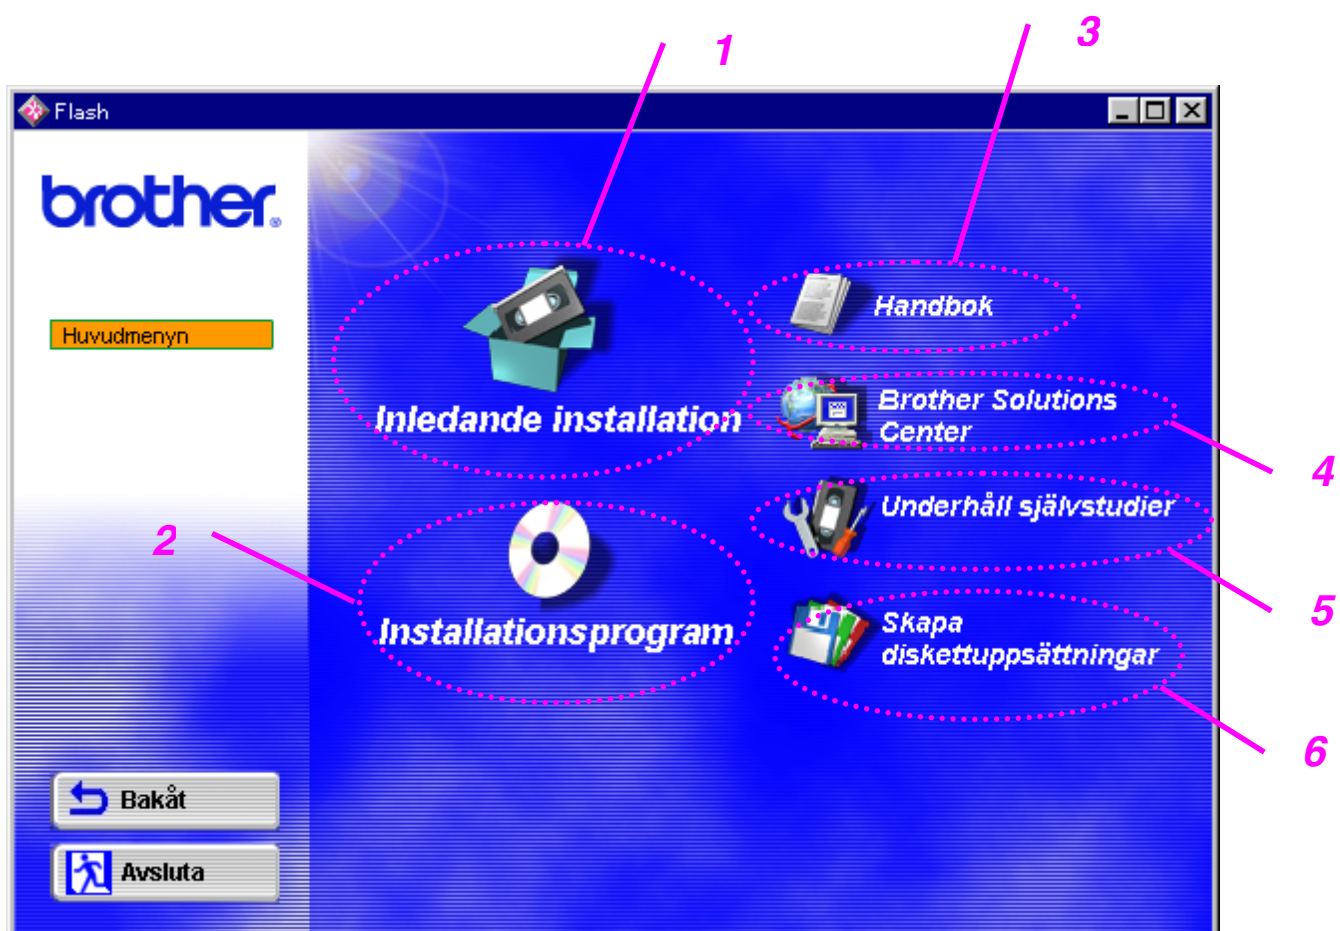 1
3
Flash
brother®
Huvudmenyn
Inledande installation
Handbok
Brother Solutions
Center
4
Underhåll självstudier
2
5
Installationsprogram
Skapa
diskettuppsättningar
6
Bakåt
Avsluta